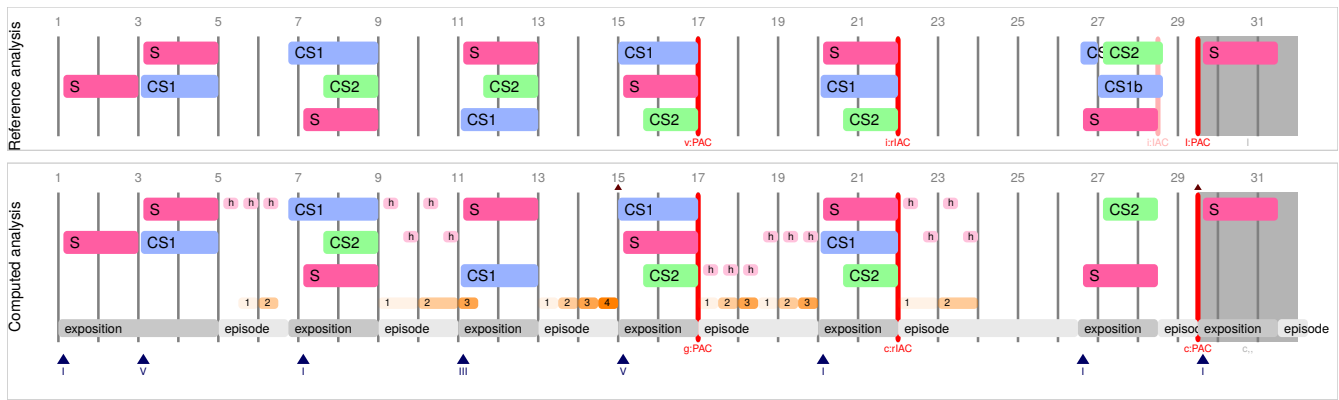 Reference analysis
1 3 5 7 9 11 13 15 17 19 21 23 25 27 29 31
S CS1 S CS1 S CS CS2 S
S CS1 CS2 CS2 S CS1 CS1b
S CS1 CS2 CS2 S
v:PAC i:rIAC I:PAC I
Computed analysis
1 3 5 7 9 11 13 15 17 19 21 23 25 27 29 31
S h h h CS1 h h S CS1 S h h CS2 S
S CS1 CS2 h h S h h h CS1 h h
S CS1 CS2 h h h CS2 S
1 2 1 2 3 1 2 3 4 1 2 3 1 2 3 1 2
exposition episode exposition episode exposition episode exposition episode exposition episode exposition episod exposition episode
g:PAC c:rIAC c:PAC
I V I III V I I I